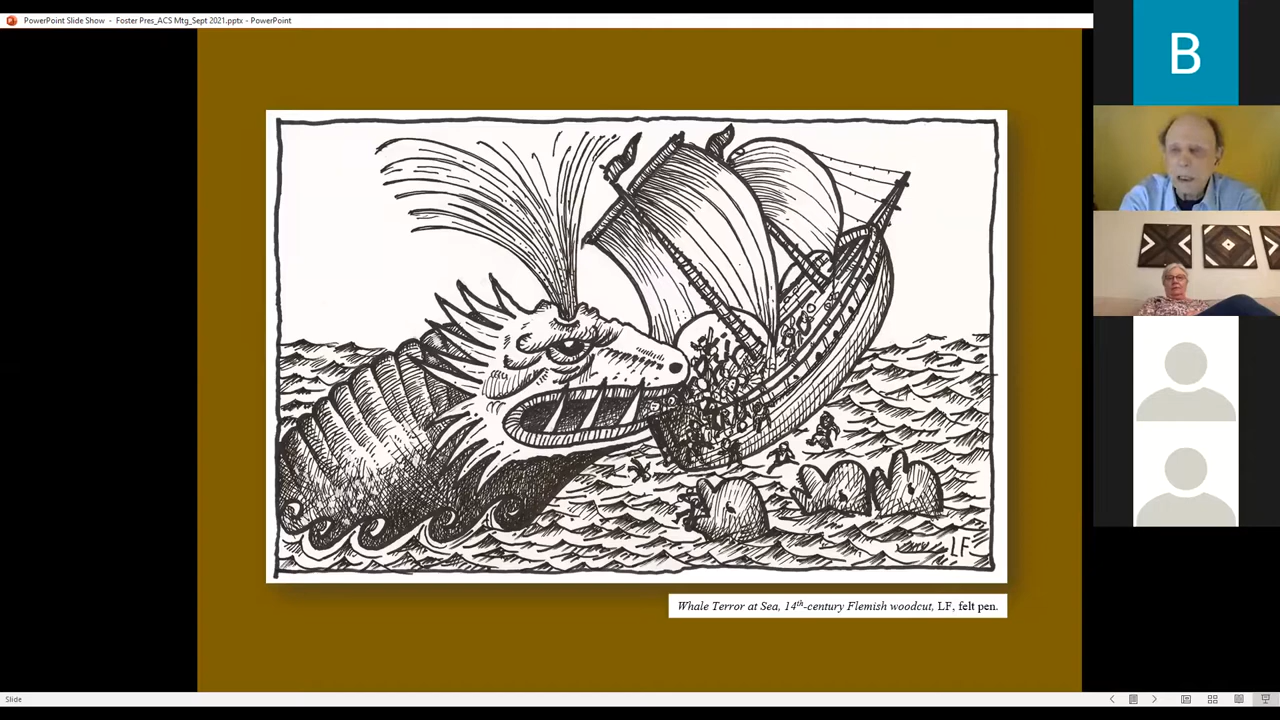 PowerPoint Slide Show - Foster Pres_ACS Mtg_Sept 2021.pptx - PowerPoint
B
LF
Whale Terror at Sea, 14th-century Flemish woodcut, LF, felt pen.
Slide